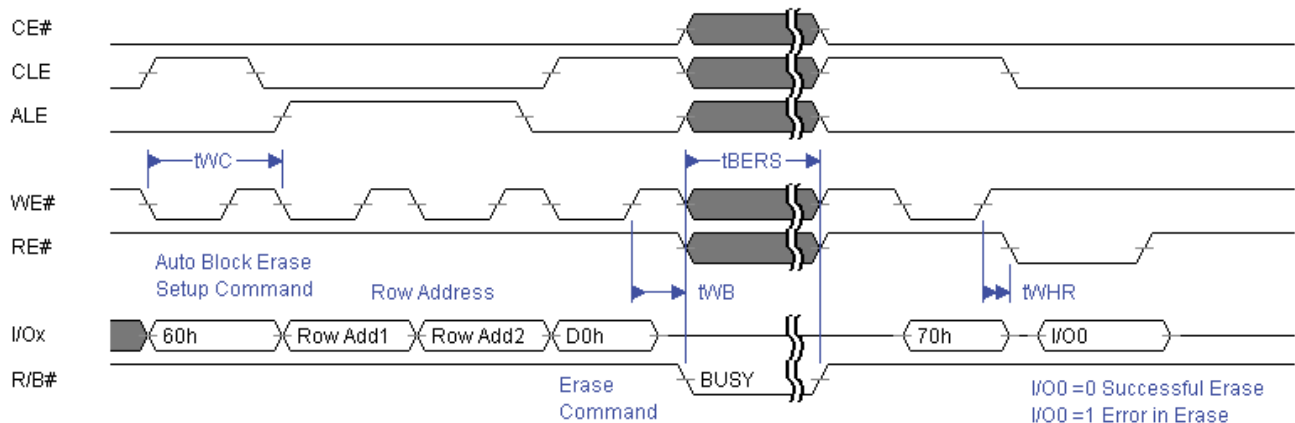 CE#
CLE
ALE
tWC
tBERS
WE#
RE#
Auto Block Erase
Setup Command
Row Address
tWB
tWHR
I/Ox
60h
Row Add1
Row Add2
D0h
70h
I/O0
R/B#
BUSY
Erase
Command
I/O0 =0 Successful Erase
I/O0 =1 Error in Erase